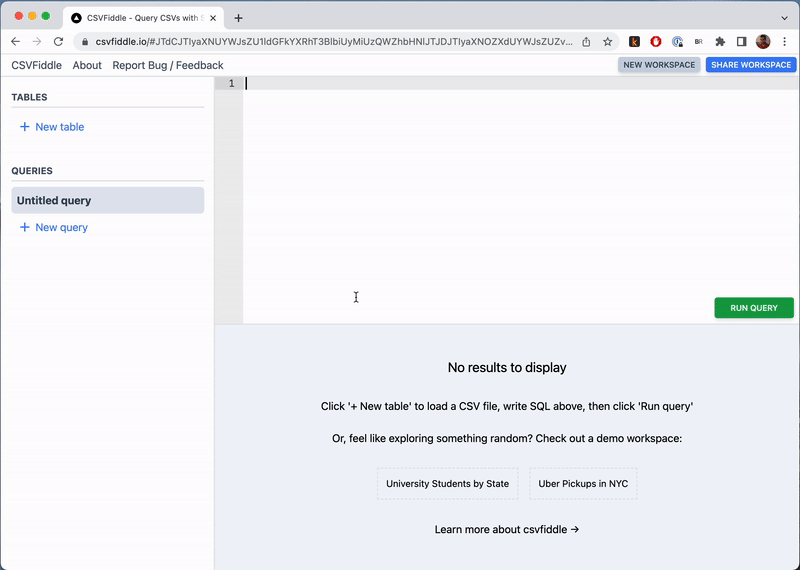 CSVFiddle - Query CSVs with S
csvfiddle.io/#JTdCJTIyaXNUYWJsZU1ldGFkYXRhT3BlbiUyMiUzQWZhbHNlJTJDJTIyaXNOZXdUYWJsZUZv...
BR
CSVFiddle About Report Bug / Feedback NEW WORKSPACE SHARE WORKSPACE
TABLES
+ New table
QUERIES
Untitled query
+ New query
1
RUN QUERY
No results to display
Click '+ New table' to load a CSV file, write SQL above, then click 'Run query'
Or, feel like exploring something random? Check out a demo workspace:
University Students by State Uber Pickups in NYC
Learn more about csvfiddle →